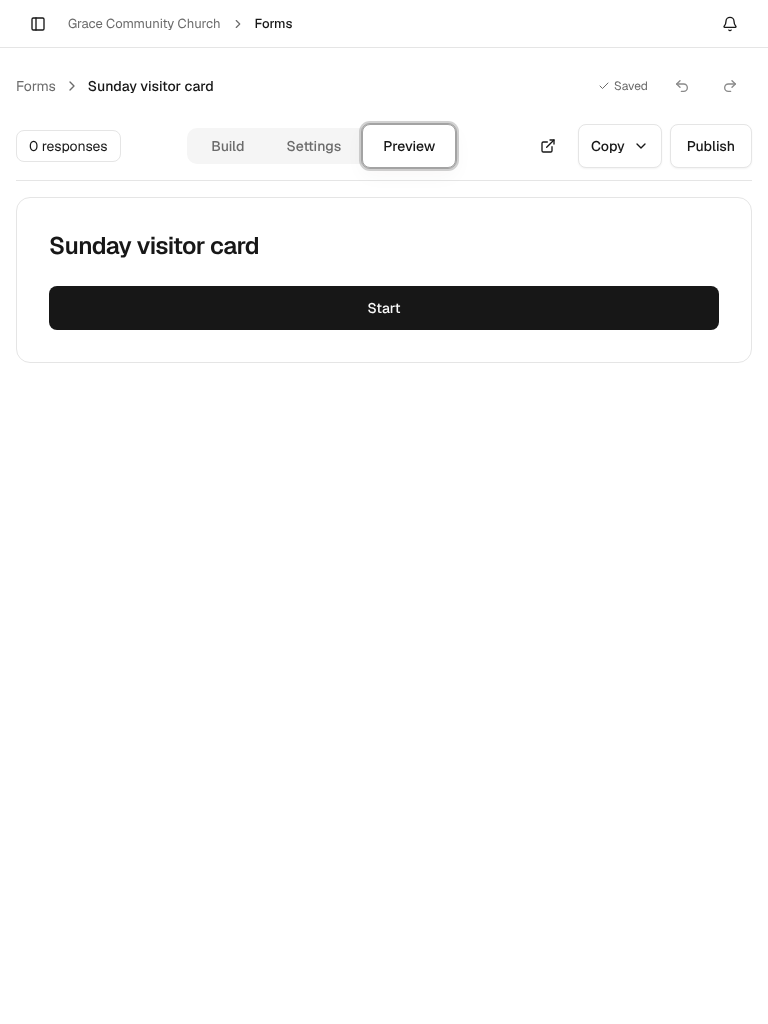 Grace Community Church Forms
Forms Sunday visitor card Saved
0 responses Build Settings Preview Copy Publish
Sunday visitor card
Start